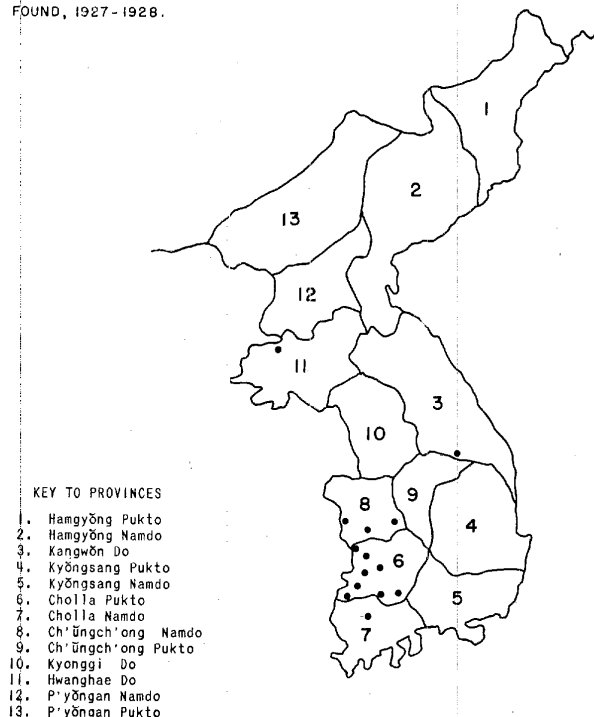 FOUND, 1927-1928.
1
2
13
12
11
3
10
8
9
4
6
5
7
KEY TO PROVINCES
1. Hamgyŏng Pukto
2. Hamgyŏng Namdo
3. Kangwŏn Do
4. Kyŏngsang Pukto
5. Kyŏngsang Namdo
6. Cholla Pukto
7. Cholla Namdo
8. Ch'ŭngch'ong Namdo
9. Ch'ŭngch'ong Pukto
10. Kyonggi Do
11. Hwanghae Do
12. P'yŏngan Namdo
13. P'yŏngan Pukto